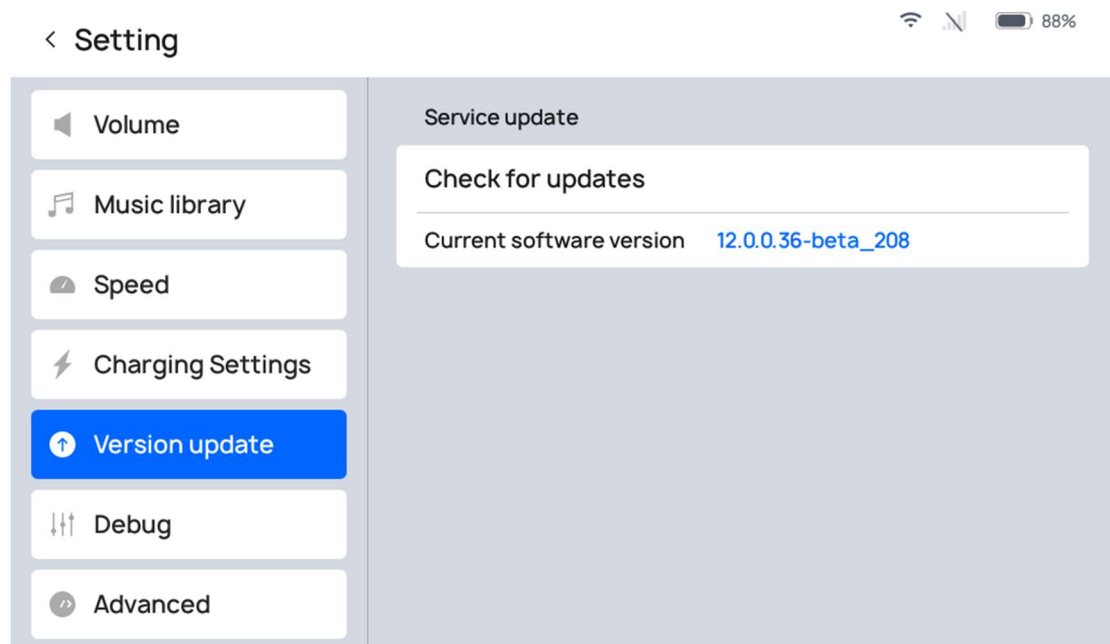 88%
Setting
Volume
Music library
Speed
Charging Settings
Version update
Debug
Advanced
Service update
Check for updates
Current software version 12.0.0.36-beta_208